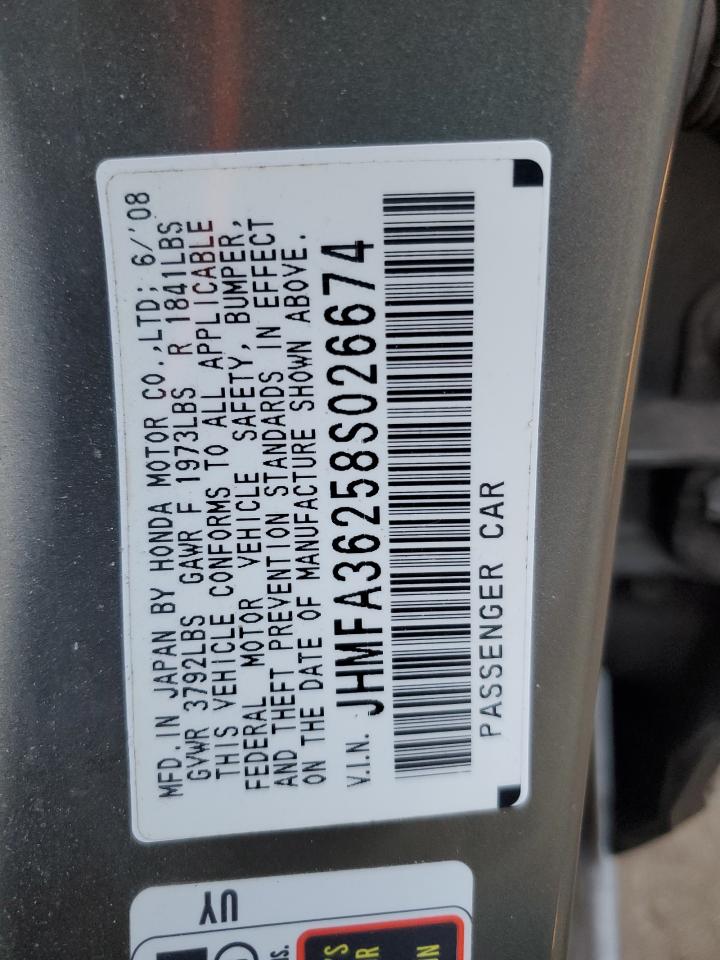 MFD. IN JAPAN BY HONDA MOTOR CO.,LTD; 6/'08
GVWR 3792LBS GAWR F 1973LBS R 1841LBS
THIS VEHICLE CONFORMS TO ALL APPLICABLE
FEDERAL MOTOR VEHICLE SAFETY, BUMPER,
AND THEFT PREVENTION STANDARDS IN EFFECT
ON THE DATE OF MANUFACTURE SHOWN ABOVE.
V.I.N. JHMFA36258S026674
PASSENGER CAR
UY